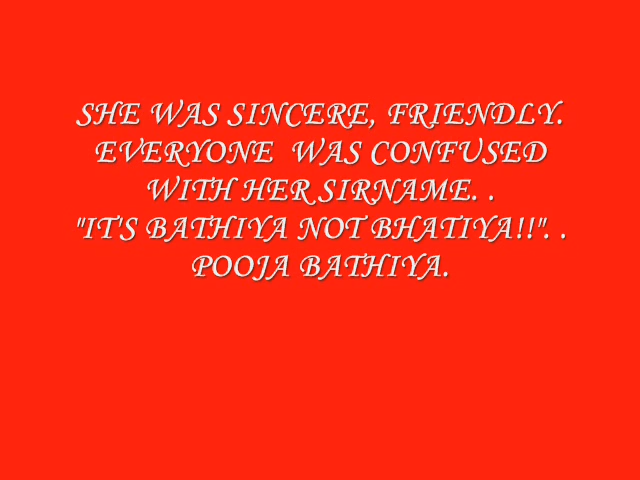 SHE WAS SINCERE, FRIENDLY.
EVERYONE  WAS CONFUSED
WITH HER SIRNAME. .
"IT'S BATHIYA NOT BHATIYA!!". .
POOJA BATHIYA.